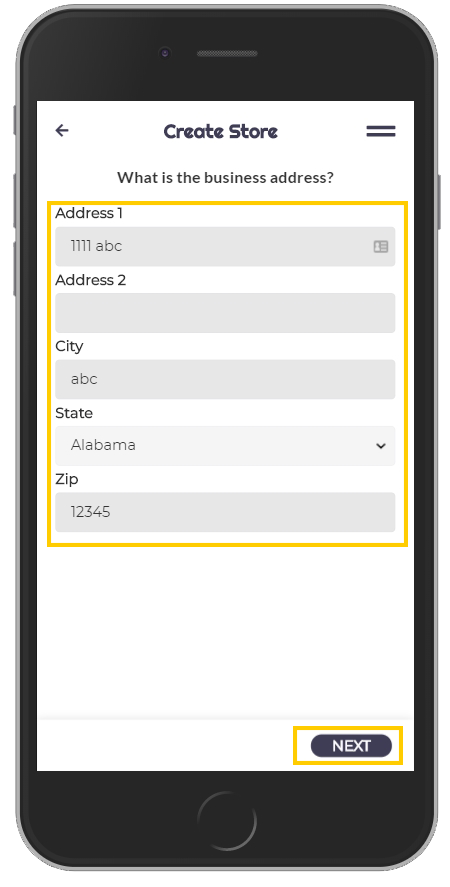 Create Store
What is the business address?
Address 1
1111 abc
Address 2
City
abc
State
Alabama
Zip
12345
NEXT